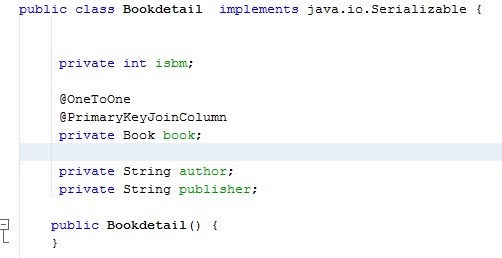 public class Bookdetail  implements java.io.Serializable {
private int isbm;
@OneToOne
@PrimaryKeyJoinColumn
private Book book;
private String author;
private String publisher;
public Bookdetail() {
}